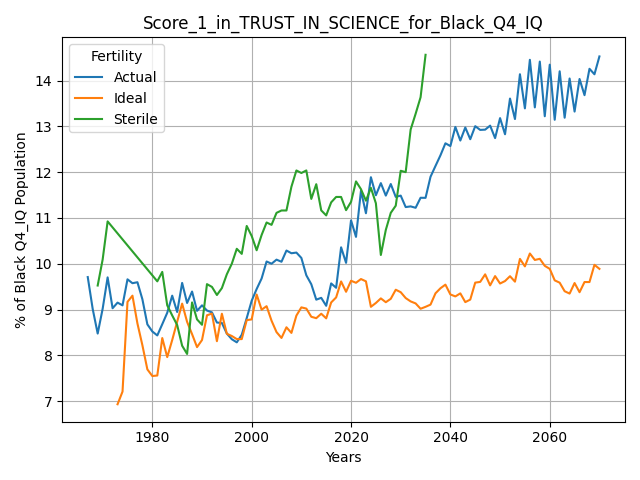 Score_1_in_TRUST_IN_SCIENCE_for_Black_Q4_IQ
Fertility
Actual
Ideal
Sterile
% of Black Q4_IQ Population
14
13
12
11
10
9
8
7
1980
2000
2020
2040
2060
Years